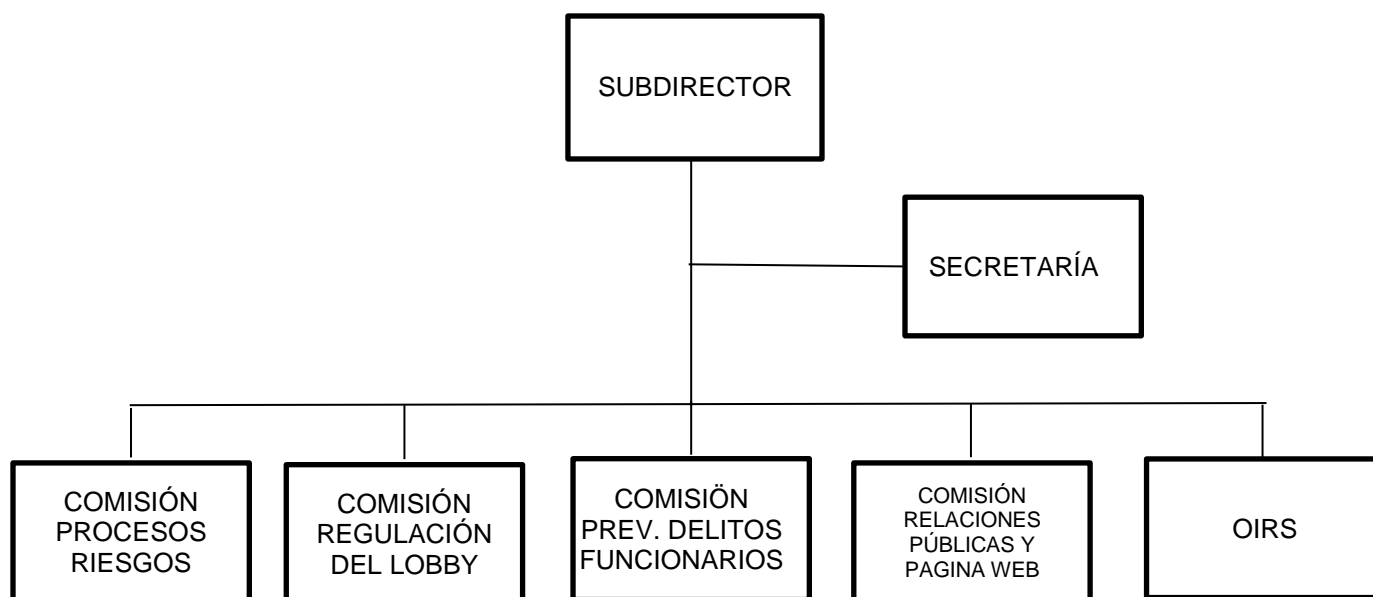 SUBDIRECTOR
SECRETARÍA
COMISIÓN
PROCESOS
RIESGOS
COMISIÓN
REGULACIÓN
DEL LOBBY
COMISIÖN
PREV. DELITOS
FUNCIONARIOS
COMISIÓN
RELACIONES
PÚBLICAS Y
PAGINA WEB
OIRS